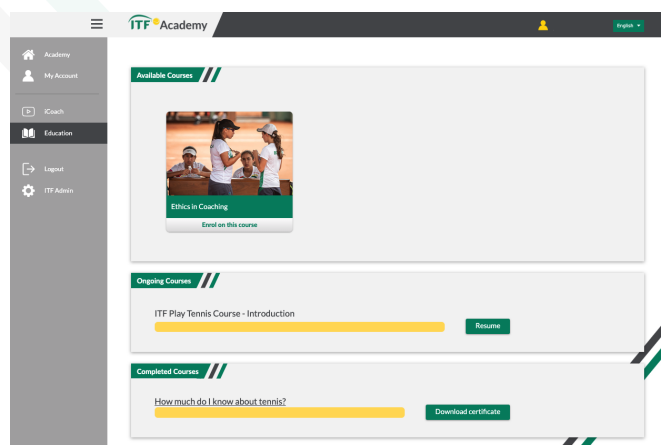 ITF Academy
English
Academy
My Account
iCoach
Education
Logout
ITF Admin
Available Courses
Ethics in Coaching
Enrol on this course
Ongoing Courses
ITF Play Tennis Course - Introduction
Resume
Completed Courses
How much do I know about tennis?
Download certificate